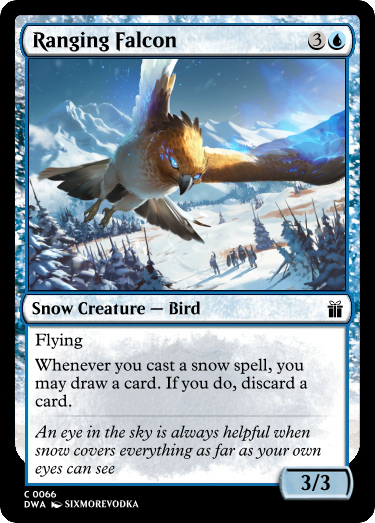 Ranging Falcon 3
Snow Creature — Bird
Flying
Whenever you cast a snow spell, you
may draw a card. If you do, discard a
card.
An eye in the sky is always helpful when
snow covers everything as far as your own
eyes can see
3/3
C 0066
DWA SIXMOREVODKA